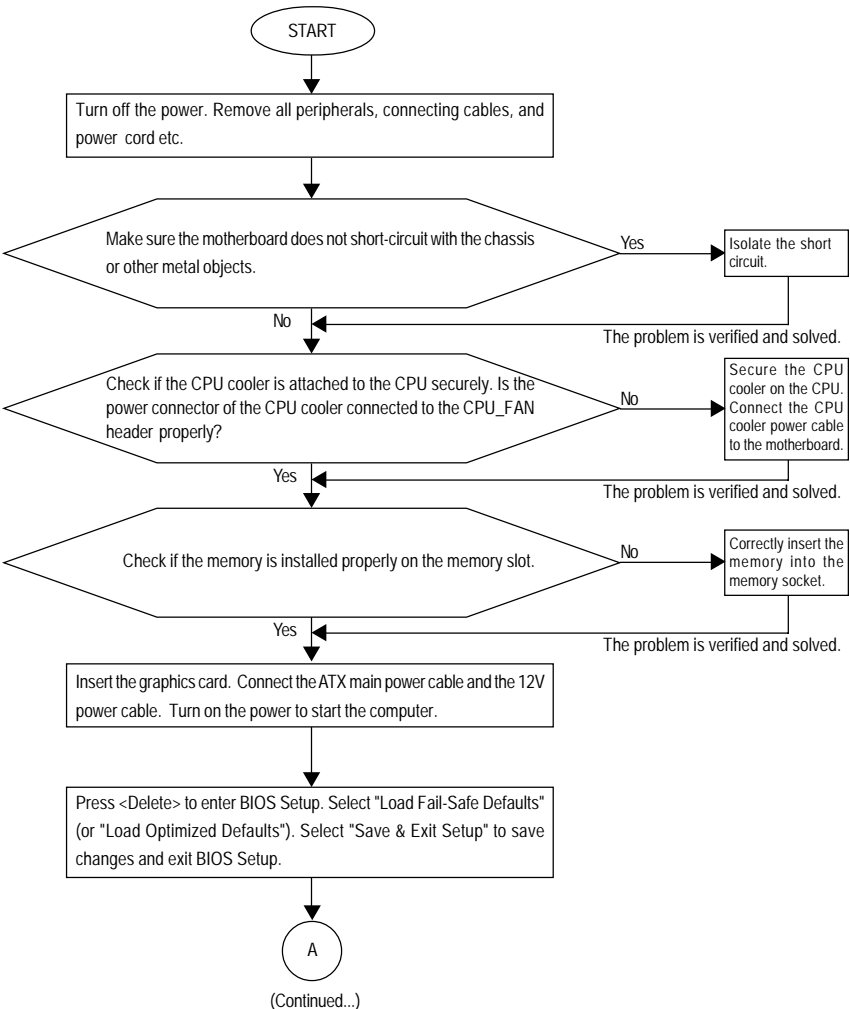 START
Turn off the power. Remove all peripherals, connecting cables, and
power cord etc.
Make sure the motherboard does not short-circuit with the chassis
or other metal objects.
Yes
Isolate the short
circuit.
No
The problem is verified and solved.
Check if the CPU cooler is attached to the CPU securely. Is the
power connector of the CPU cooler connected to the CPU_FAN
header properly?
No
Secure the CPU
cooler on the CPU.
Connect the CPU
cooler power cable
to the motherboard.
Yes
The problem is verified and solved.
Check if the memory is installed properly on the memory slot.
No
Correctly insert the
memory into the
memory socket.
Yes
The problem is verified and solved.
Insert the graphics card. Connect the ATX main power cable and the 12V
power cable. Turn on the power to start the computer.
Press <Delete> to enter BIOS Setup. Select "Load Fail-Safe Defaults"
(or "Load Optimized Defaults"). Select "Save & Exit Setup" to save
changes and exit BIOS Setup.
A
(Continued...)